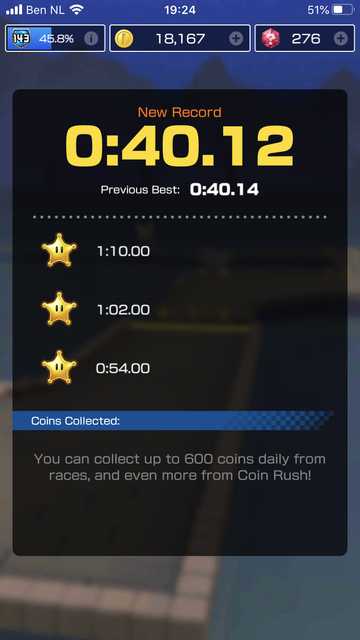 Ben NL 19:24 51%
143 45.8% i 18,167 276
New Record
0:40.12
Previous Best: 0:40.14
1:10.00
1:02.00
0:54.00
Coins Collected:
You can collect up to 600 coins daily from
races, and even more from Coin Rush!